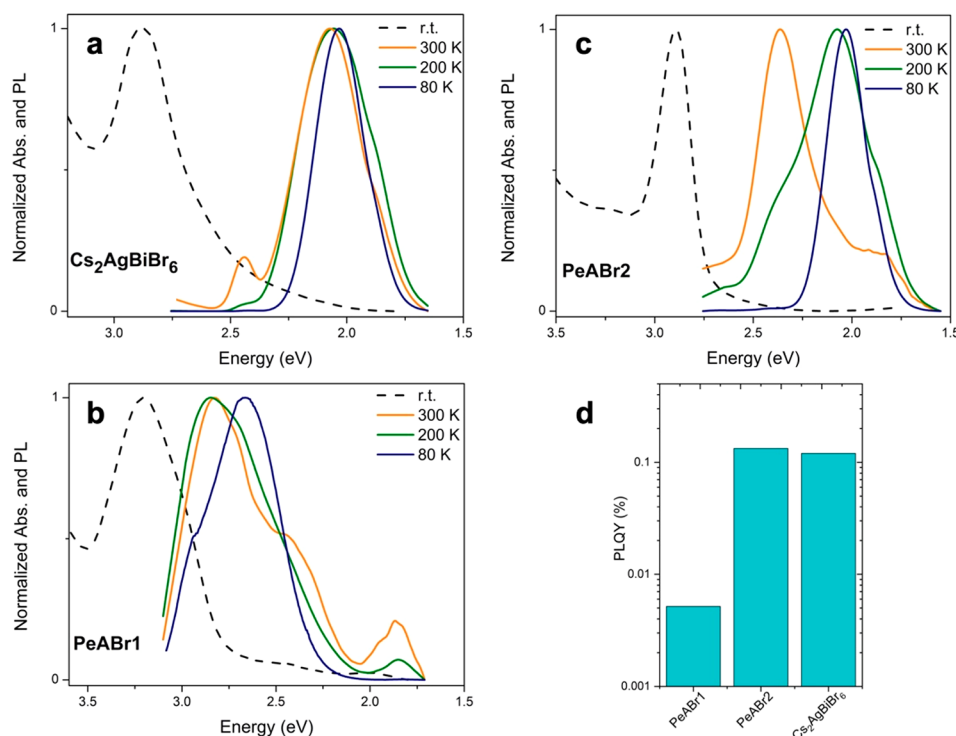 a
Normalized Abs. and PL
1
0
r.t.
300 K
200 K
80 K
Cs₂AgBiBr₆
3.0
2.5
2.0
1.5
Energy (eV)
c
Normalized Abs. and PL
1
0
r.t.
300 K
200 K
80 K
PeABr2
3.5
3.0
2.5
2.0
1.5
Energy (eV)
b
Normalized Abs. and PL
1
0
r.t.
300 K
200 K
80 K
PeABr1
3.5
3.0
2.5
2.0
1.5
Energy (eV)
d
PLQY (%)
0.1
0.01
0.001
PeABr1
PeABr2
Cs₂AgBiBr₆